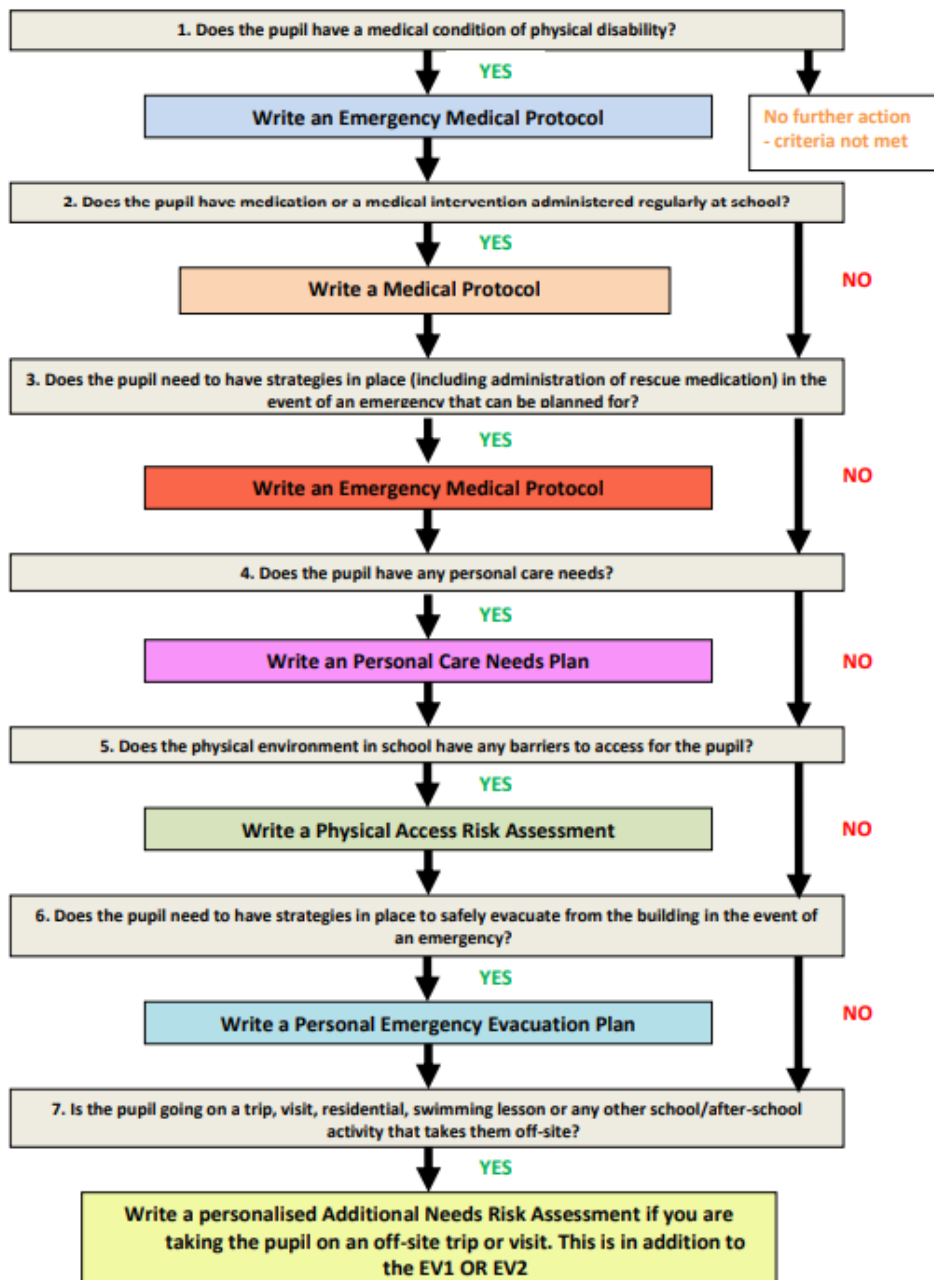 1. Does the pupil have a medical condition of physical disability?
YES
Write an Emergency Medical Protocol
No further action
- criteria not met
2. Does the pupil have medication or a medical intervention administered regularly at school?
YES
NO
Write a Medical Protocol
3. Does the pupil need to have strategies in place (including administration of rescue medication) in the
event of an emergency that can be planned for?
YES
NO
Write an Emergency Medical Protocol
4. Does the pupil have any personal care needs?
YES
NO
Write an Personal Care Needs Plan
5. Does the physical environment in school have any barriers to access for the pupil?
YES
NO
Write a Physical Access Risk Assessment
6. Does the pupil need to have strategies in place to safely evacuate from the building in the event of
an emergency?
YES
NO
Write a Personal Emergency Evacuation Plan
7. Is the pupil going on a trip, visit, residential, swimming lesson or any other school/after-school
activity that takes them off-site?
YES
Write a personalised Additional Needs Risk Assessment if you are
taking the pupil on an off-site trip or visit. This is in addition to
the EV1 OR EV2